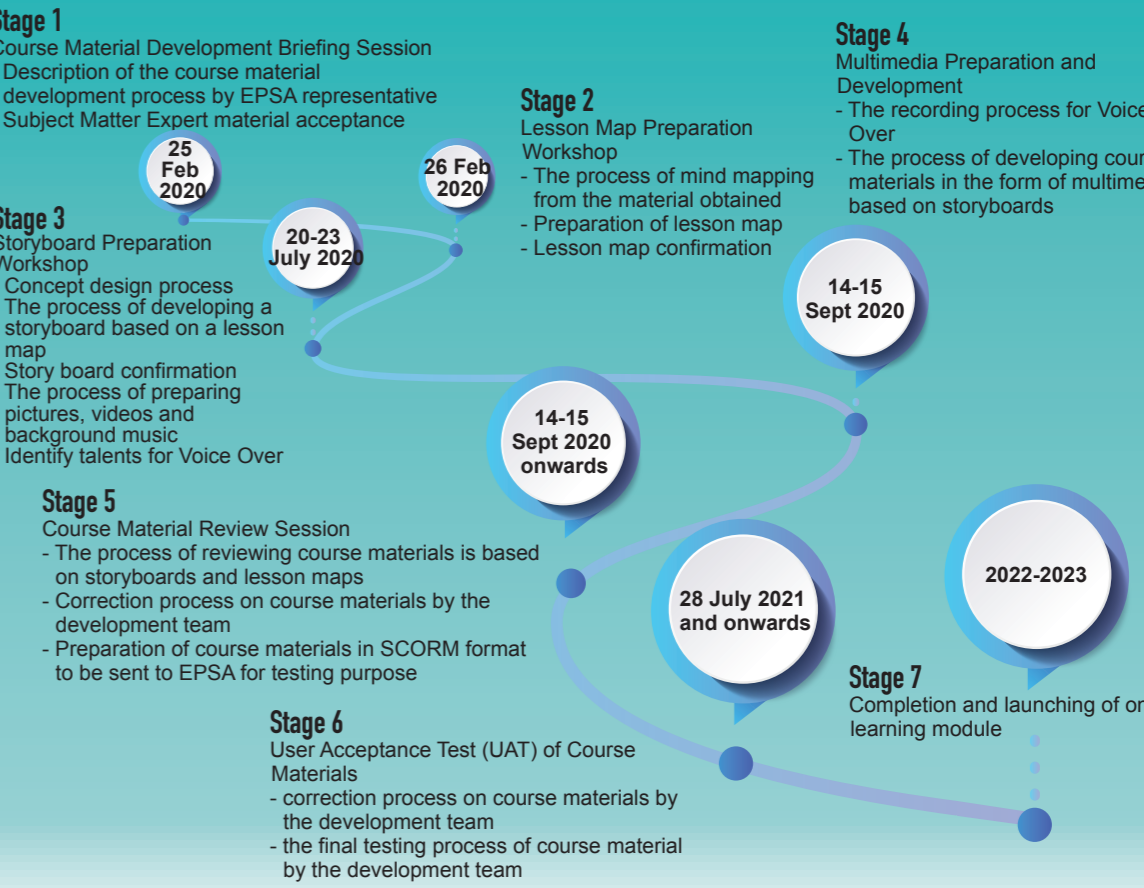 Stage 1
Course Material Development Briefing Session
Description of the course material
development process by EPSA representative
Subject Matter Expert material acceptance
25
Feb
2020
26 Feb
2020
Stage 2
Lesson Map Preparation
Workshop
- The process of mind mapping
from the material obtained
- Preparation of lesson map
- Lesson map confirmation
Stage 3
Storyboard Preparation
Workshop
Concept design process
The process of developing a
storyboard based on a lesson
map
Story board confirmation
The process of preparing
pictures, videos and
background music
Identify talents for Voice Over
20-23
July 2020
Stage 4
Multimedia Preparation and
Development
- The recording process for Voice
Over
- The process of developing
materials in the form of
based on storyboards
14-15
Sept 2020
14-15
Sept 2020
onwards
Stage 5
Course Material Review Session
- The process of reviewing course materials is based
on storyboards and lesson maps
- Correction process on course materials by the
development team
- Preparation of course materials in SCORM format
to be sent to EPSA for testing purpose
28 July 2021
and onwards
Stage 6
User Acceptance Test (UAT) of Course
Materials
- correction process on course materials by
the development team
- the final testing process of course material
by the development team
2022-2023
Stage 7
Completion and launching of
learning module